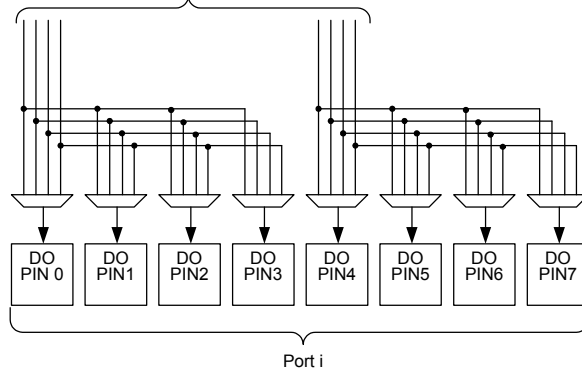 DO
PIN 0
DO
PIN1
DO
PIN2
DO
PIN3
DO
PIN4
DO
PIN5
DO
PIN6
DO
PIN7
Port i